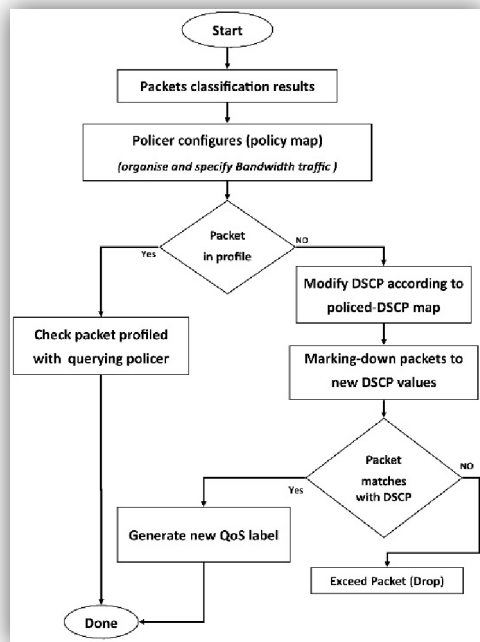 Start
Packets classification results
Policer configures (policy map)
(organise and specify Bandwidth traffic )
Packet
in profile
Yes
NO
Modify DSCP according to
policed-DSCP map
Check packet profiled
with querying policer
Marking-down packets to
new DSCP values
Packet
matches
with DSCP
Yes
NO
Generate new QoS label
Exceed Packet (Drop)
Done